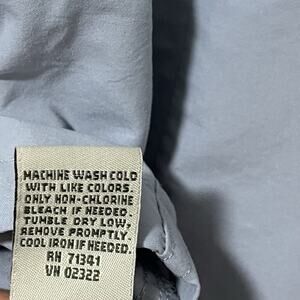 MACHINE WASH COLD
WITH LIKE COLORS.
ONLY NON-CHLORINE
BLEACH IF NEEDED.
TUMBLE DRY LOW,
REMOVE PROMPTLY.
COOL IRON IF NEEDED.
RN 71341
VN 02322